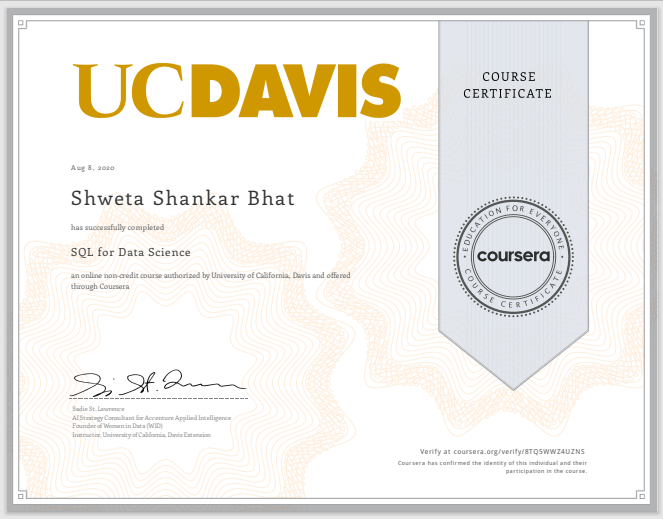 UCDAVIS
COURSE
CERTIFICATE
Aug 8, 2020
Shweta Shankar Bhat
has successfully completed
SQL for Data Science
an online non-credit course authorized by University of California, Davis and offered
through Coursera
EDUCATION FOR EVERYONE
coursera
COURSE CERTIFICATE
Sadie St. Lawrence
AI Strategy Consultant for Accenture Applied Intelligence
Founder of Women in Data (WID)
Instructor, University of California, Davis Extension
Verify at coursera.org/verify/8TQSWWZ4UZNS
Coursera has confirmed the identity of this individual and their
participation in the course.